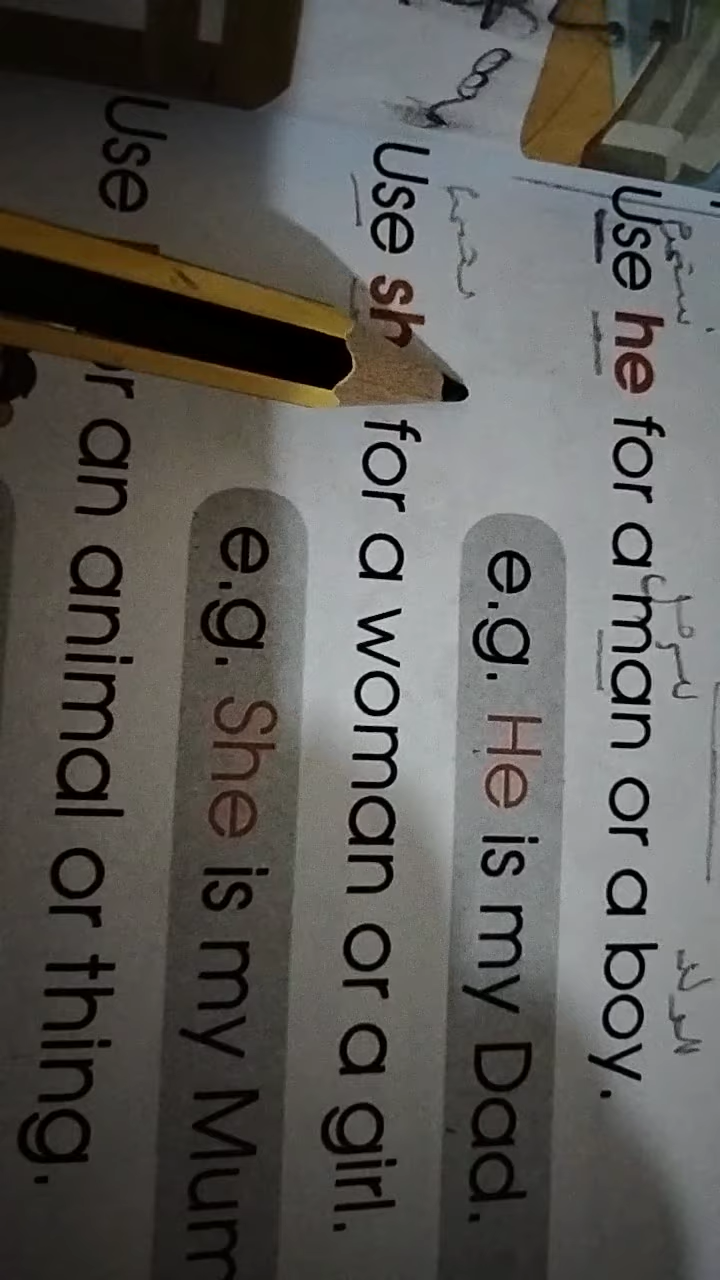 Use he for a man or a boy.
e.g. He is my Dad.
Use sh for a woman or a girl.
e.g. She is my Mum
Use
r an animal or thing.